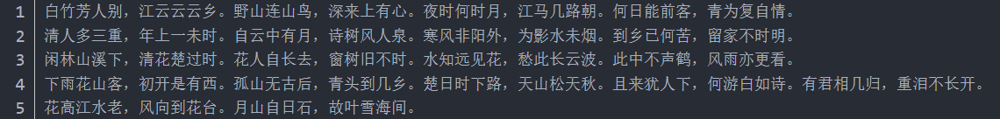 1 白竹芳人别，江云云云乡。野山连山鸟，深来上有心。夜时何时月，江马几路朝。何日能前客，青为复自情。
2 清人多三重，年上一未时。自云中有月，诗树风人泉。寒风非阳外，为影水未烟。到乡已何苦，留家不时明。
3 闲林山溪下，清花楚过时。花人自长去，窗树旧不时。水知远见花，愁此长云波。此中不声鹤，风雨亦更看。
4 下雨花山客，初开是有西。孤山无古后，青头到几乡。楚日时下路，天山松天秋。且来犹人下，何游白如诗。有君相几归，重泪不长开。
5 花高江水老，风向到花台。月山自日石，故叶雪海间。